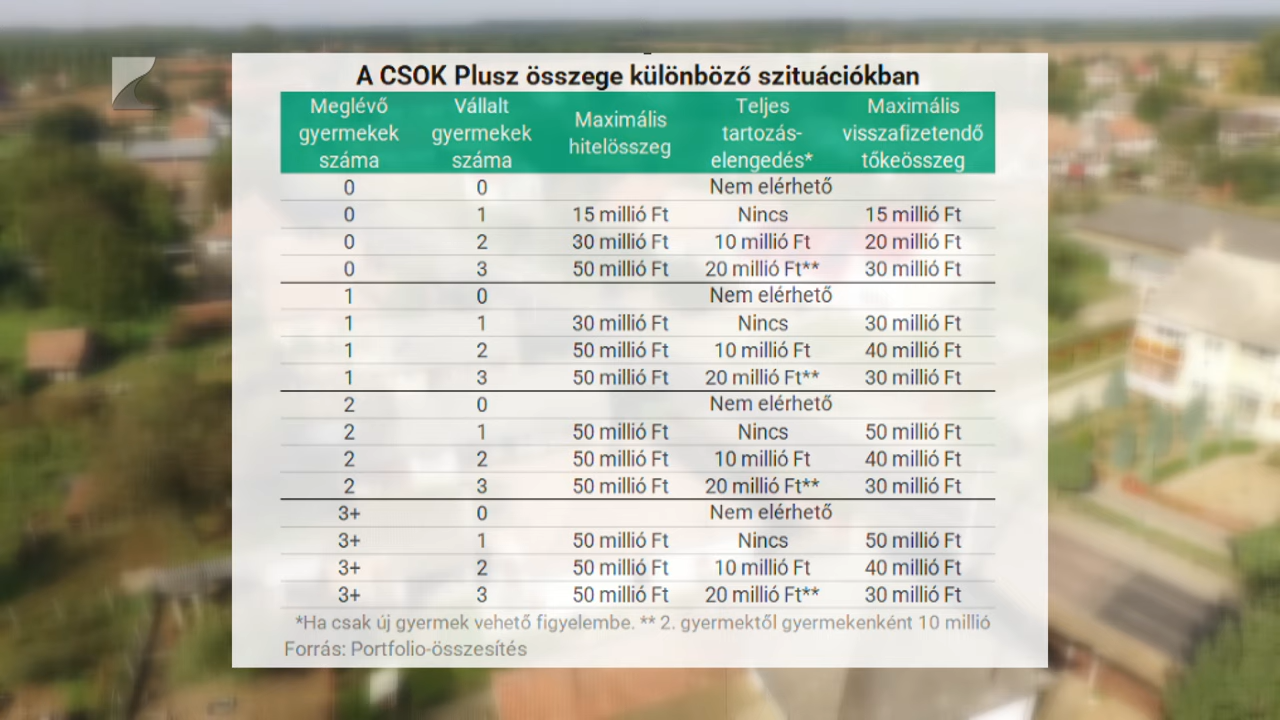 A CSOK Plusz összege különböző szituációkban
Meglévő gyermekek száma Vállalt gyermekek száma Maximális hitelösszeg Teljes tartozás-elengedés* Maximális visszafizetendő tőkeösszeg
0 0 Nem elérhető
0 1 15 millió Ft Nincs 15 millió Ft
0 2 30 millió Ft 10 millió Ft 20 millió Ft
0 3 50 millió Ft 20 millió Ft** 30 millió Ft
1 0 Nem elérhető
1 1 30 millió Ft Nincs 30 millió Ft
1 2 50 millió Ft 10 millió Ft 40 millió Ft
1 3 50 millió Ft 20 millió Ft** 30 millió Ft
2 0 Nem elérhető
2 1 50 millió Ft Nincs 50 millió Ft
2 2 50 millió Ft 10 millió Ft 40 millió Ft
2 3 50 millió Ft 20 millió Ft** 30 millió Ft
3+ 0 Nem elérhető
3+ 1 50 millió Ft Nincs 50 millió Ft
3+ 2 50 millió Ft 10 millió Ft 40 millió Ft
3+ 3 50 millió Ft 20 millió Ft** 30 millió Ft
*Ha csak új gyermek vehető figyelembe. ** 2. gyermektől gyermekenként 10 millió
Forrás: Portfolio-összesítés